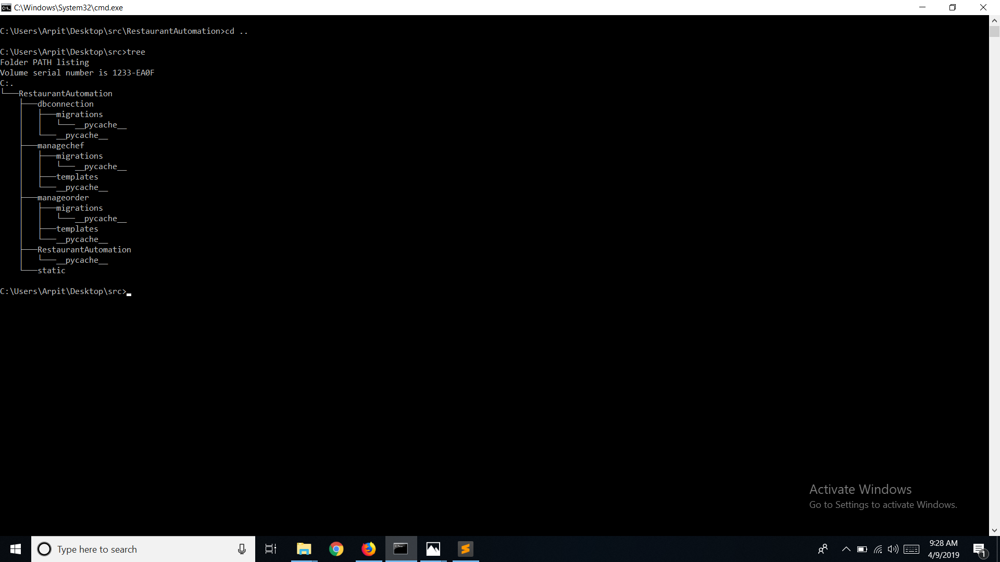 C:\Windows\System32\cmd.exe
C:\Users\Arpit\Desktop\src\RestaurantAutomation>cd ..
C:\Users\Arpit\Desktop\src>tree
Folder PATH listing
Volume serial number is 1233-EA0F
C:.
└───RestaurantAutomation
    ├───dbconnection
    │   ├───migrations
    │   │   └───__pycache__
    │   └───__pycache__
    ├───managechef
    │   ├───migrations
    │   │   └───__pycache__
    │   ├───templates
    │   └───__pycache__
    ├───manageorder
    │   ├───migrations
    │   │   └───__pycache__
    │   ├───templates
    │   └───__pycache__
    ├───RestaurantAutomation
    │   └───__pycache__
    └───static
C:\Users\Arpit\Desktop\src>
Activate Windows
Go to Settings to activate Windows.
Type here to search
9:28 AM
4/9/2019
1